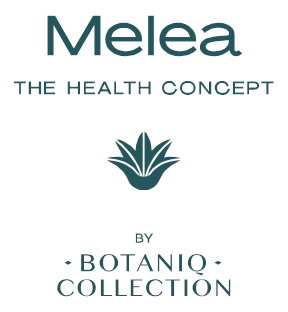 Melea
THE HEALTH CONCEPT
BY
· BOTANIQ ·
COLLECTION